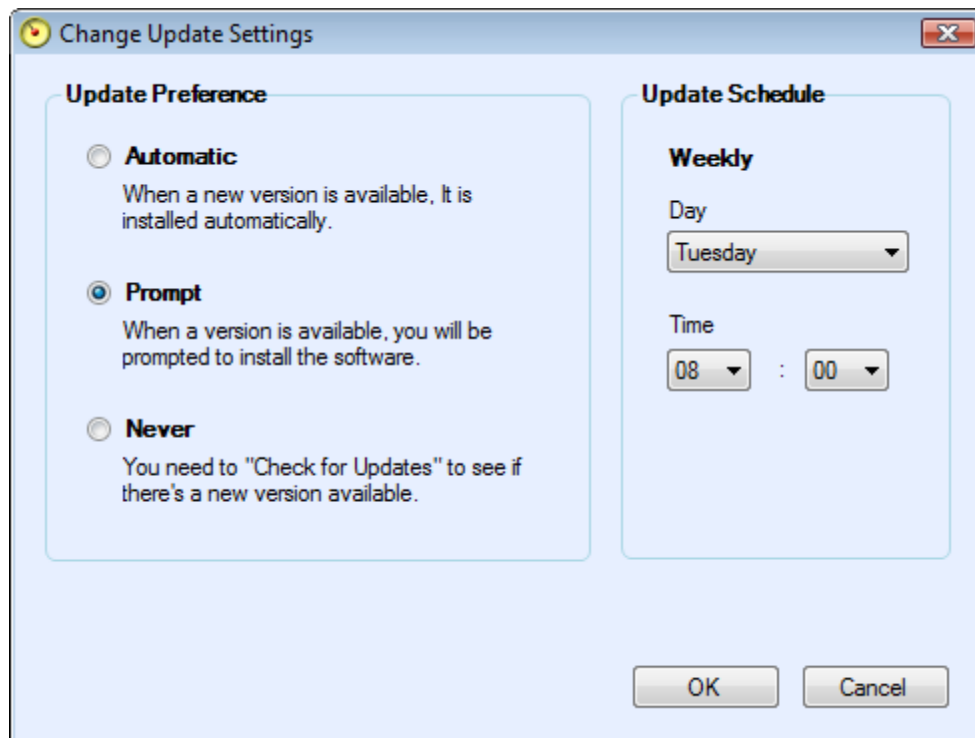 Change Update Settings
Update Preference
Automatic
When a new version is available, It is
installed automatically.
Prompt
When a version is available, you will be
prompted to install the software.
Never
You need to "Check for Updates" to see if
there's a new version available.
Update Schedule
Weekly
Day
Tuesday
Time
08 : 00
OK
Cancel